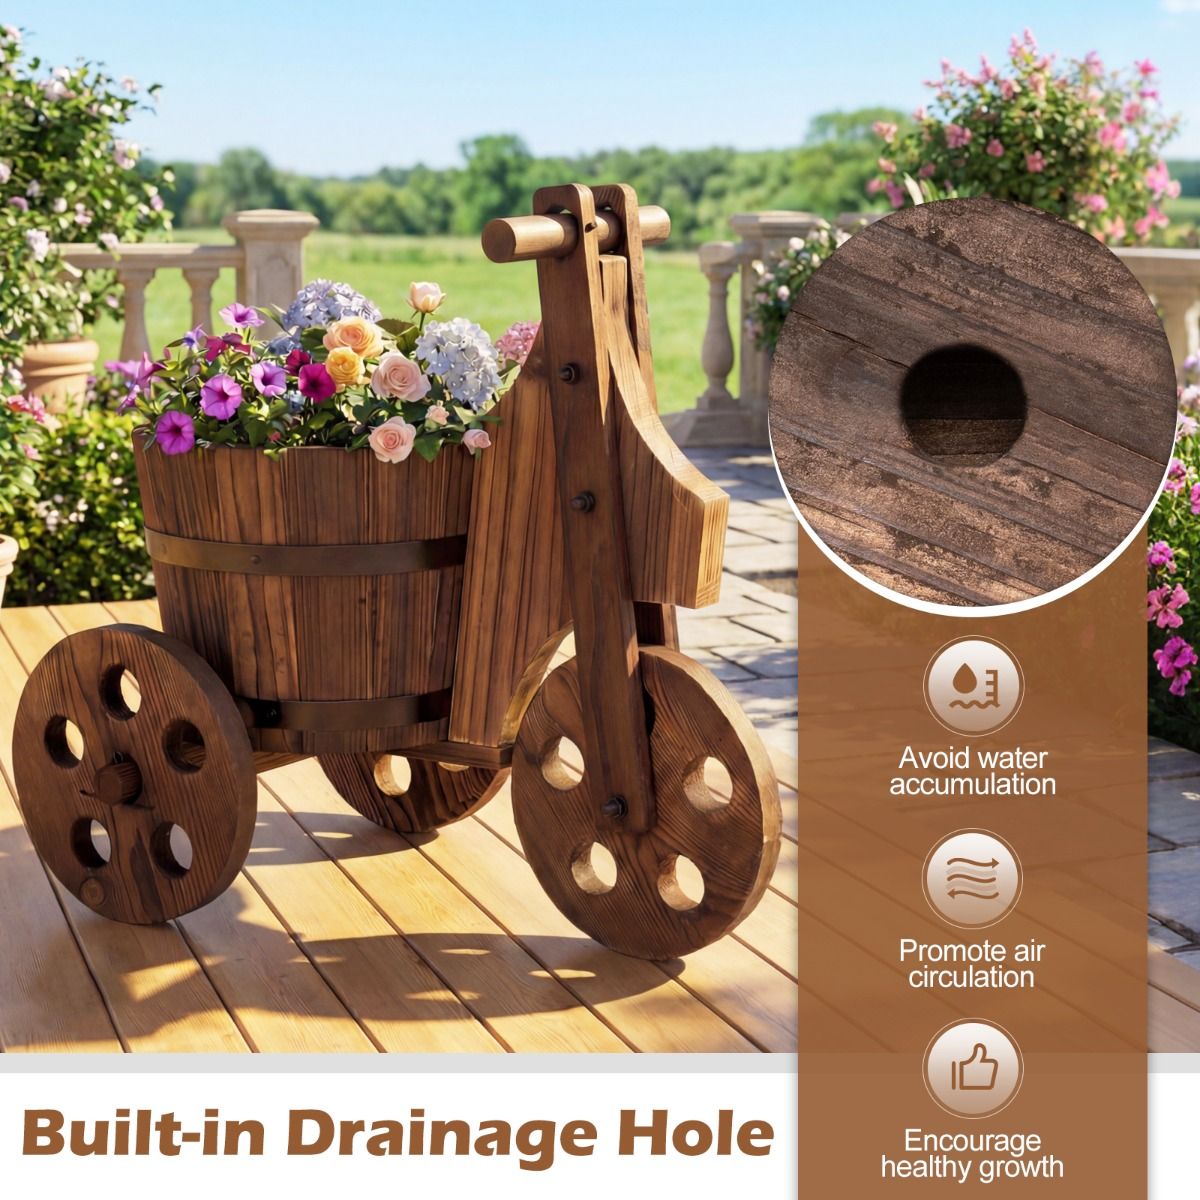 Avoid water
accumulation
Promote air
circulation
Encourage
healthy growth
Built-in Drainage Hole